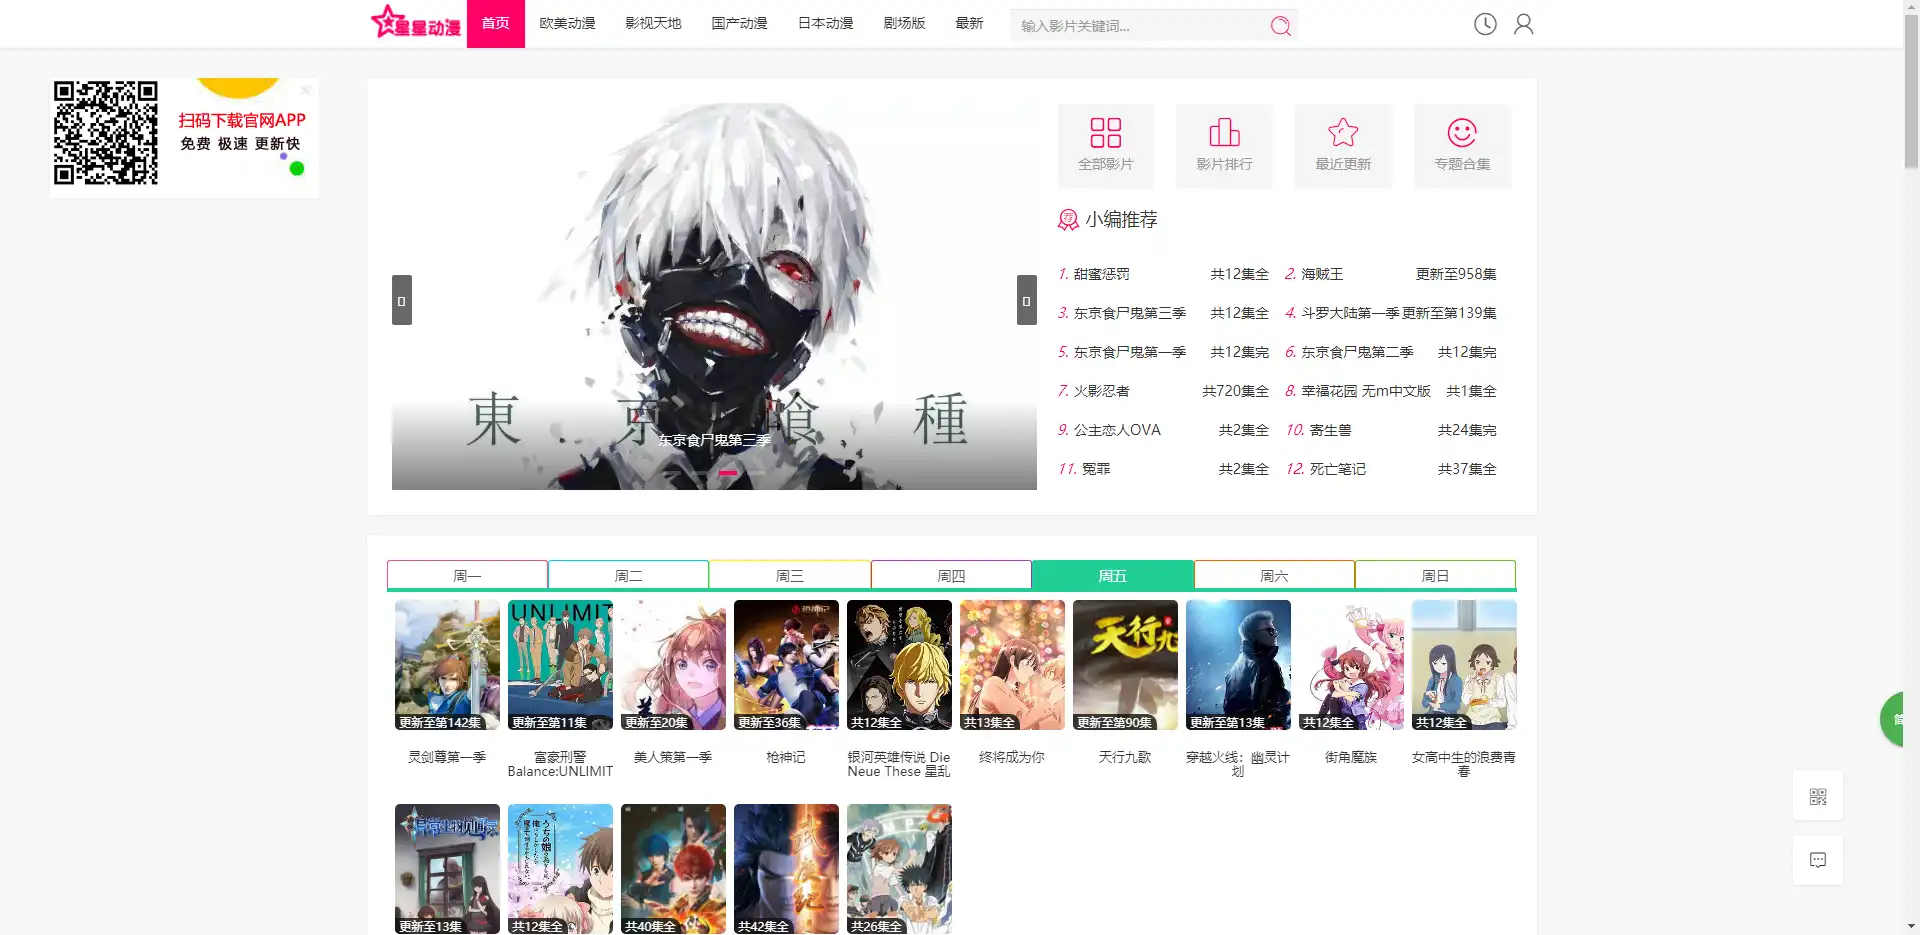 星星动漫
首页
欧美动漫
影视天地
国产动漫
日本动漫
剧场版
最新
输入影片关键词...
扫码下载官网APP
免费 极速 更新快
東京喰種
东京食尸鬼第三季
全部影片
影片排行
最近更新
专题合集
荐 小编推荐
1. 甜蜜惩罚 共12集全
2. 海贼王 更新至958集
3. 东京食尸鬼第三季 共12集全
4. 斗罗大陆第一季 更新至第139集
5. 东京食尸鬼第一季 共12集完
6. 东京食尸鬼第二季 共12集完
7. 火影忍者 共720集全
8. 幸福花园 无m中文版 共1集全
9. 公主恋人OVA 共2集全
10. 寄生兽 共24集完
11. 冤罪 共2集全
12. 死亡笔记 共37集全
周一
周二
周三
周四
周五
周六
周日
更新至第142集
UNLIMIT
更新至第11集
更新至20集
枪神记
更新至36集
共12集全
共13集全
天行九
更新至第90集
更新至第13集
共12集全
共12集全
灵剑尊第一季
富豪刑警
Balance:UNLIMIT
美人策第一季
枪神记
银河英雄传说 Die
Neue These 星乱
终将成为你
天行九歌
穿越火线：幽灵计
划
街角魔族
女高中生的浪费青
春
更新至13集
共12集全
共40集全
武庚纪
共42集全
共26集全
简